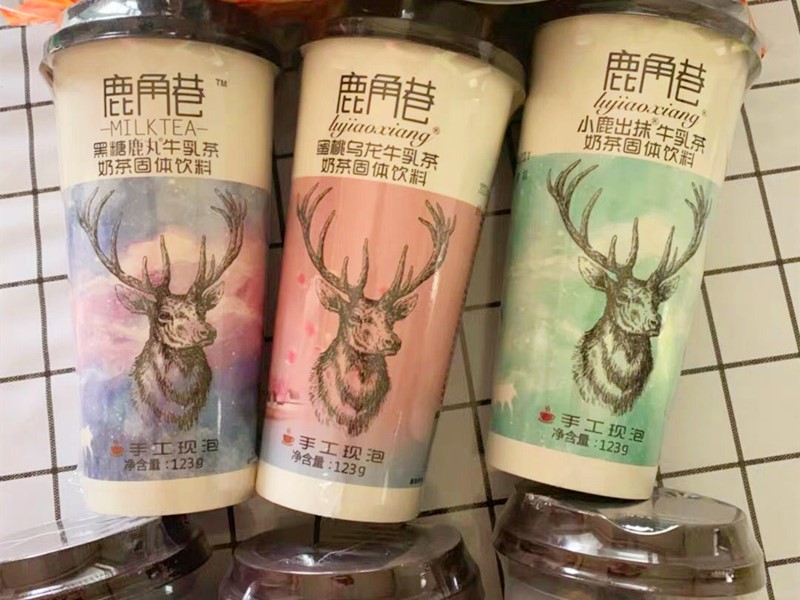 鹿角巷™
MILKTEA
黑糖鹿丸®牛乳茶
奶茶固体饮料
手工现泡
净含量:123g
鹿角巷
lujiaoxiang®
蜜桃乌龙牛乳茶
奶茶固体饮料
手工现泡
净含量:123g
鹿角巷
lujiaoxiang®
小鹿出抹®牛乳茶
奶茶固体饮料
手工现泡
净含量:123g